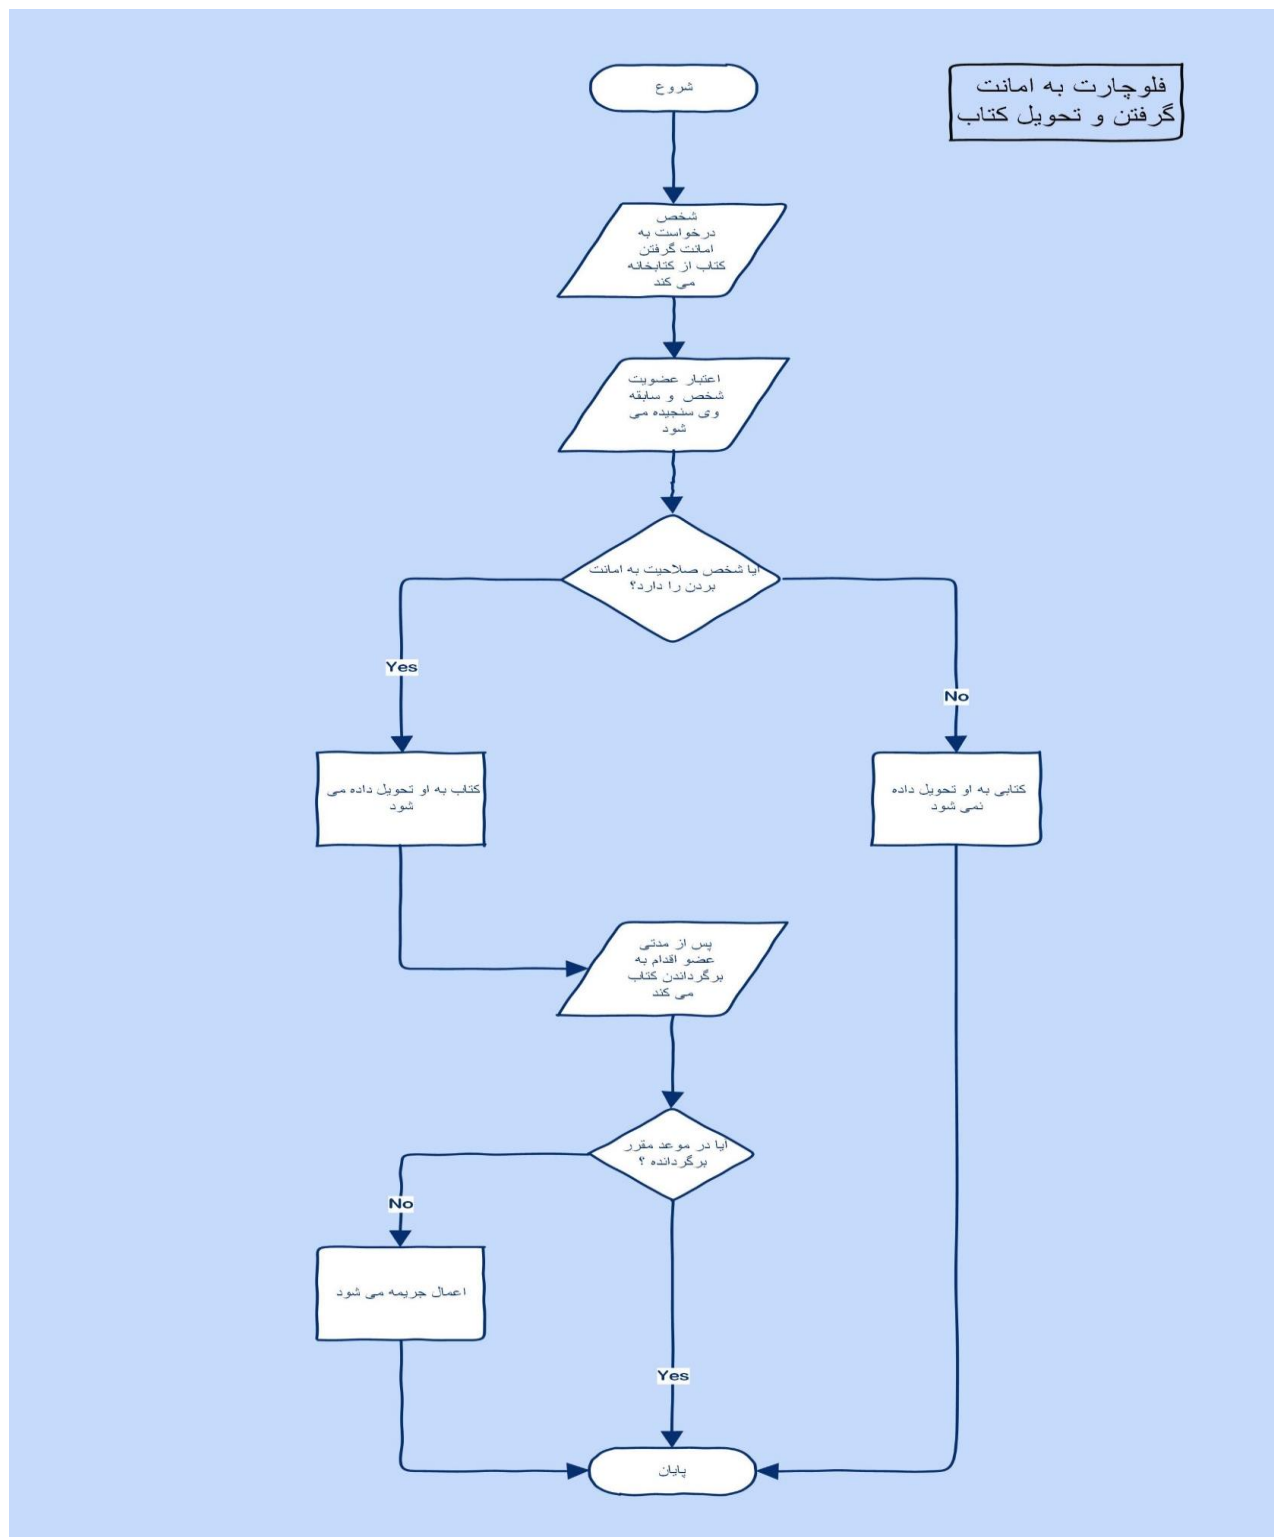 فلوچارت به امانت
گرفتن و تحویل کتاب
شروع
شخص
درخواست به
امانت گرفتن
کتاب از کتابخانه
می کند
اعتبار عضویت
شخص و سابقه
وی سنجیده می
شود
ایا شخص صلاحیت به امانت
بردن را دارد؟
Yes
No
کتاب به او تحویل داده می
شود
کتابی به او تحویل داده
نمی شود
پس از مدتی
عضو اقدام به
برگرداندن کتاب
می کند
ایا در موعد مقرر
برگردانده ؟
No
اعمال جریمه می شود
Yes
پایان